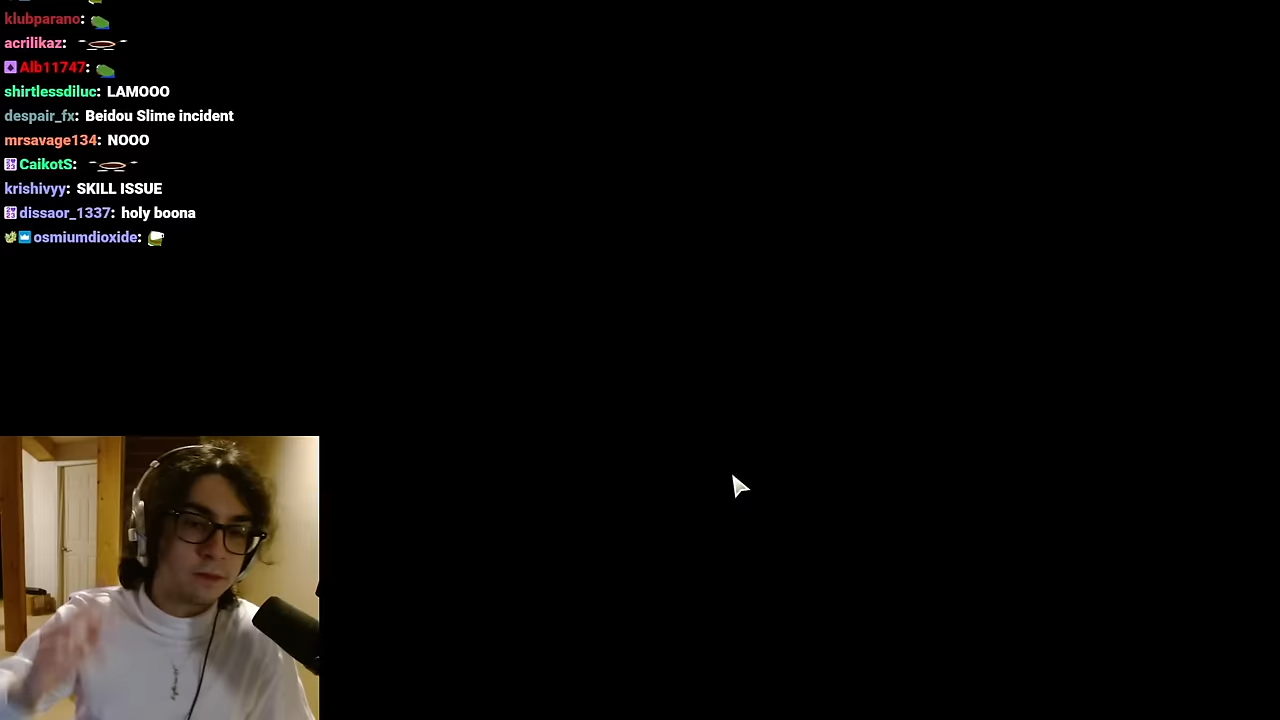 klubparano:
acrilikaz:
Alb11747:
shirtlessdiluc: LAMOOO
despair_fx: Beidou Slime incident
mrsavage134: NOOO
CaikotS:
krishivyy: SKILL ISSUE
dissaor_1337: holy boona
osmiumdioxide: